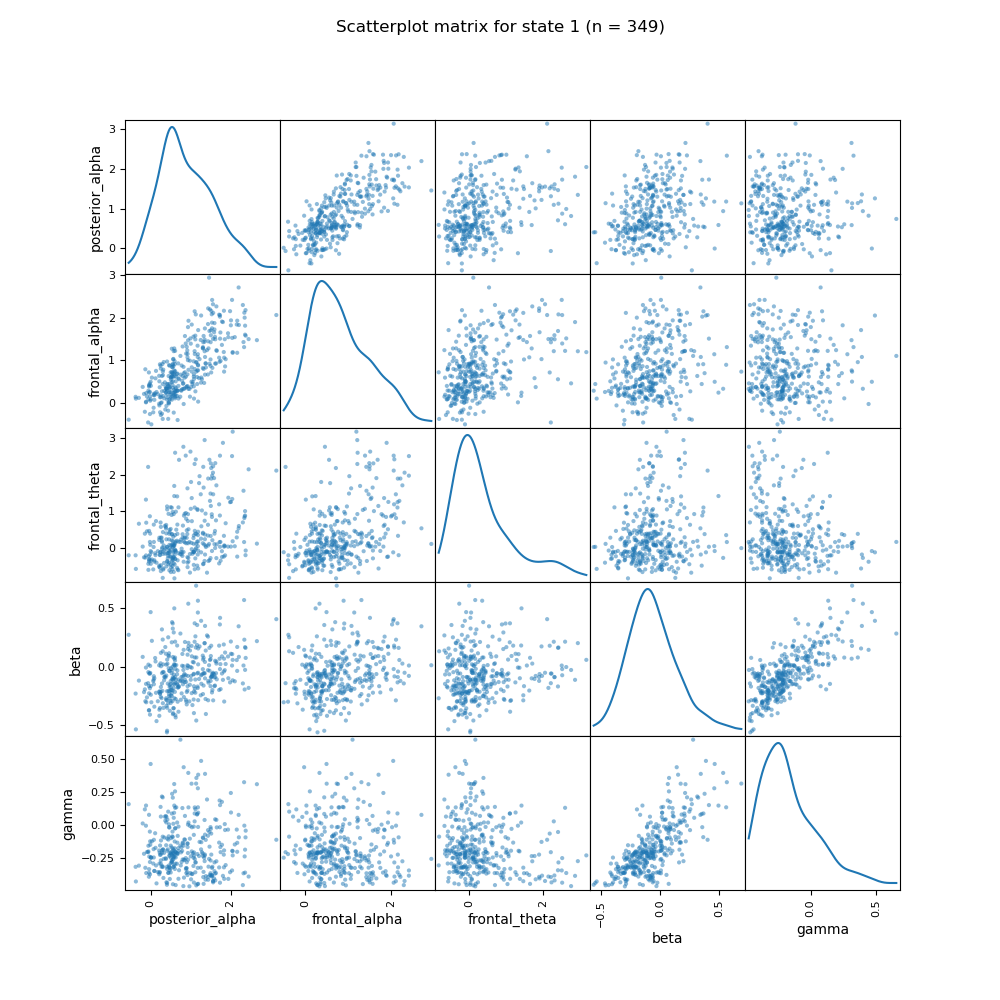 Scatterplot matrix for state 1 (n = 349)
posterior_alpha
3
2
1
0
frontal_alpha
3
2
1
0
frontal_theta
3
2
1
0
beta
0.5
0.0
−0.5
gamma
0.50
0.25
0.00
−0.25
0 2
0 2
0 2
−0.5 0.0 0.5
0.0 0.5
posterior_alpha
frontal_alpha
frontal_theta
beta
gamma